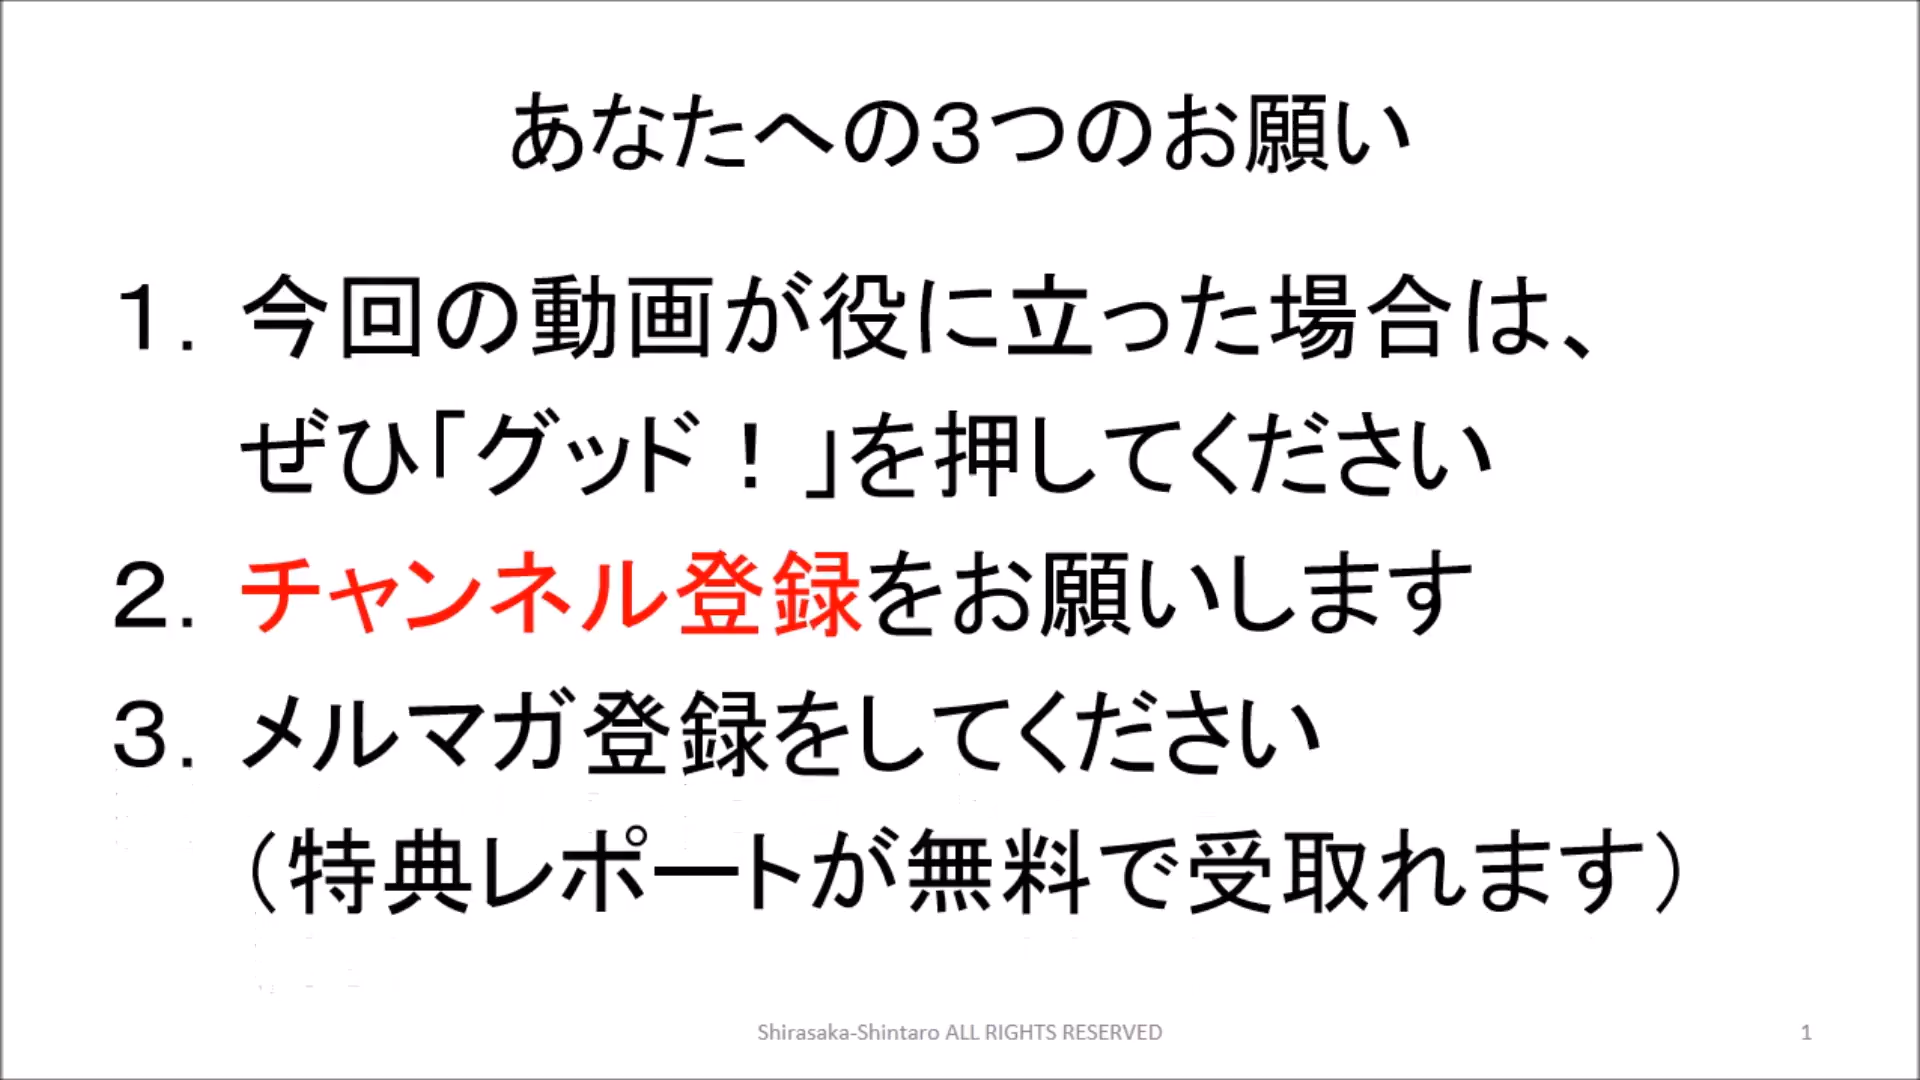 あなたへの３つのお願い
１．今回の動画が役に立った場合は、
ぜひ「グッド！」を押してください
２．チャンネル登録をお願いします
３．メルマガ登録をしてください
（特典レポートが無料で受取れます）
Shirasaka-Shintaro ALL RIGHTS RESERVED
1